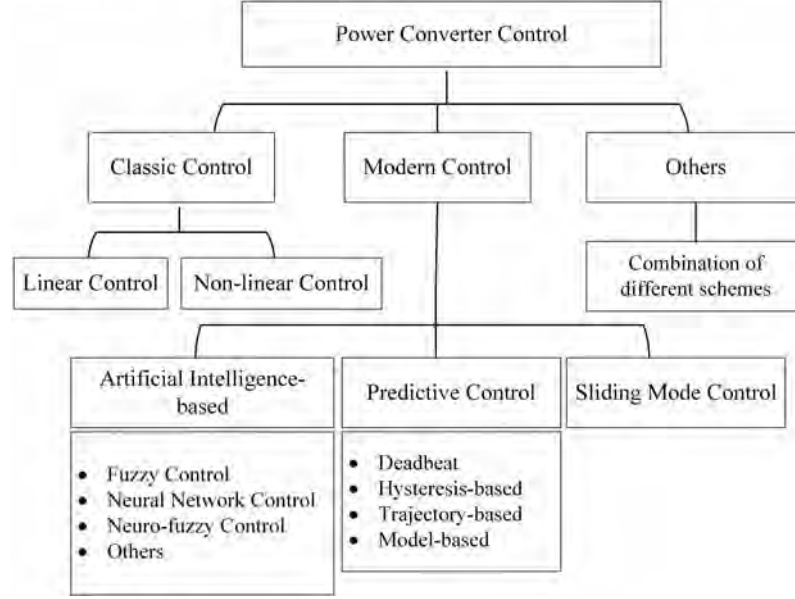 Power Converter Control
Classic Control
Modern Control
Others
Linear Control
Non-linear Control
Combination of
different schemes
Artificial Intelligence-
based
Predictive Control
Sliding Mode Control
• Fuzzy Control
• Neural Network Control
• Neuro-fuzzy Control
• Others
• Deadbeat
• Hysteresis-based
• Trajectory-based
• Model-based